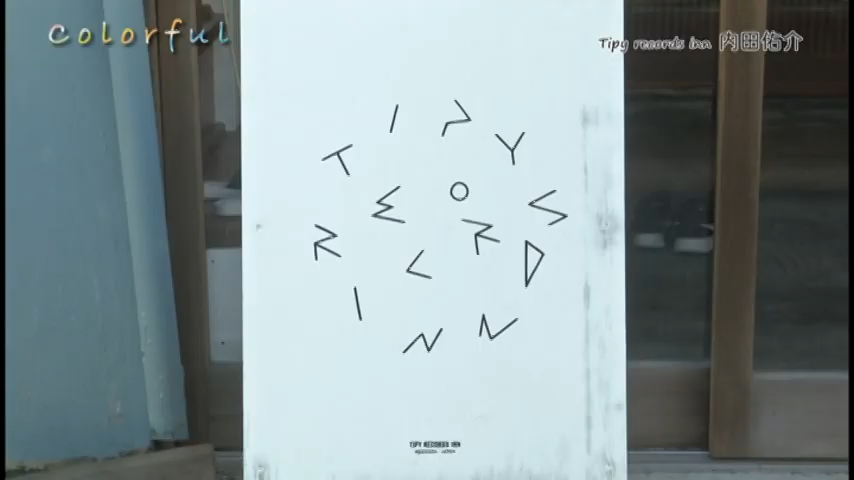 Colorful
Tipy records inn 内田佑介
T I P Y
R E C O R D S
I N N
TIPY RECORDS INN